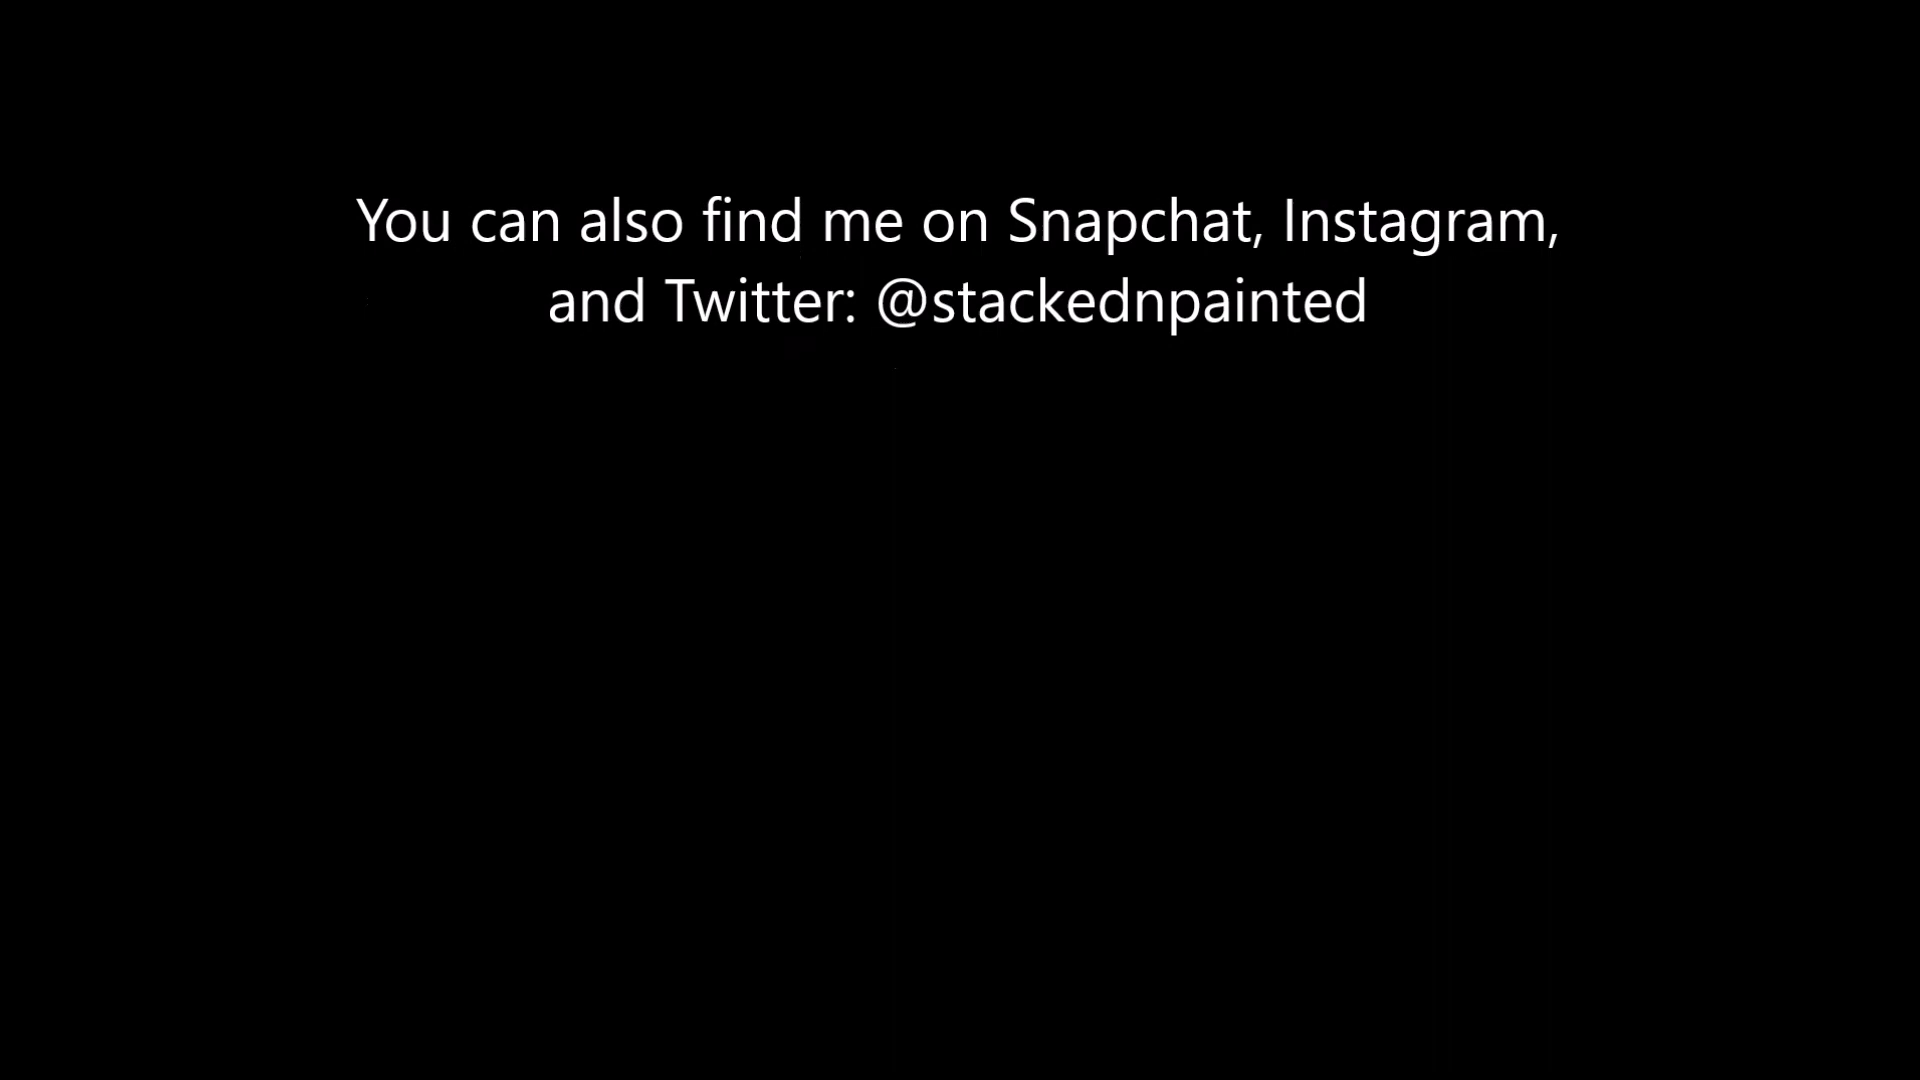 You can also find me on Snapchat, Instagram,
and Twitter: @stackednpainted